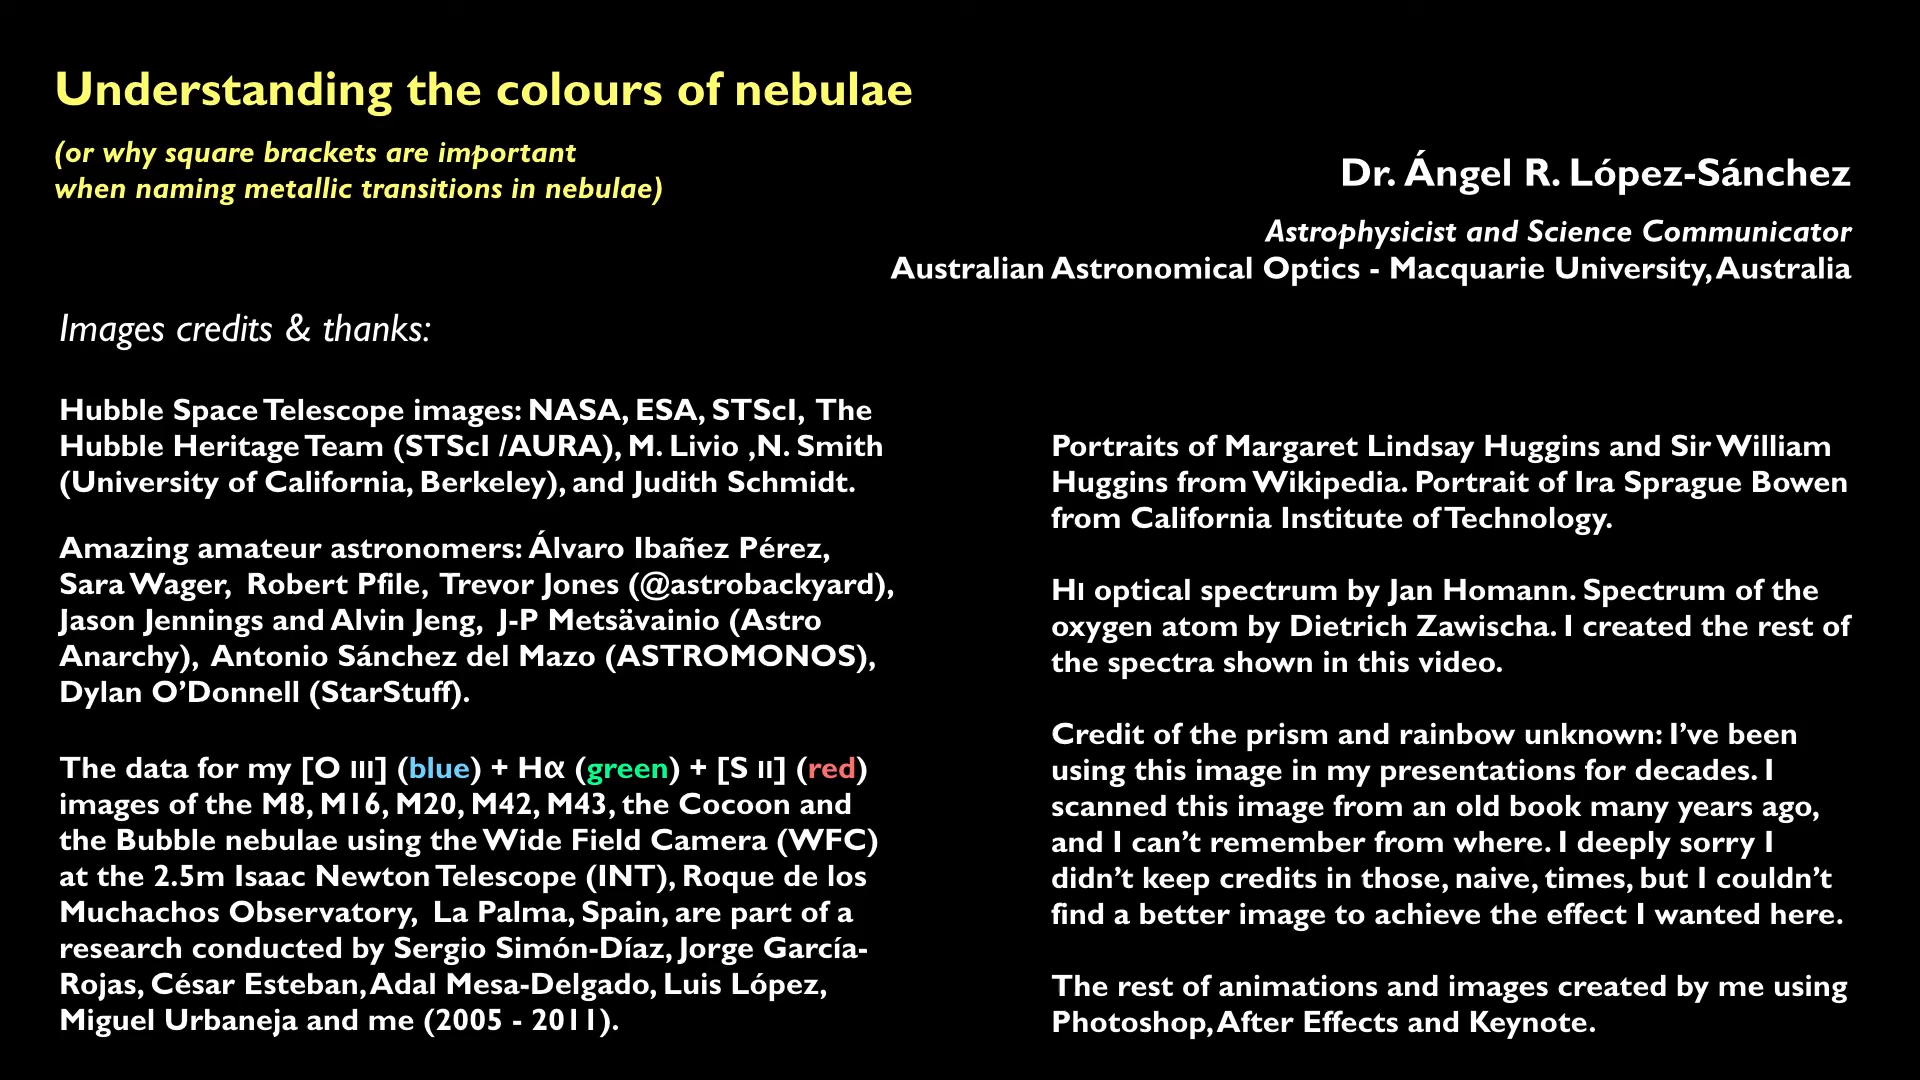 Understanding the colours of nebulae
(or why square brackets are important
when naming metallic transitions in nebulae)
Dr. Ángel R. López-Sánchez
Astrophysicist and Science Communicator
Australian Astronomical Optics - Macquarie University, Australia
Images credits & thanks:
Hubble Space Telescope images: NASA, ESA, STScI, The
Hubble Heritage Team (STScI /AURA), M. Livio ,N. Smith
(University of California, Berkeley), and Judith Schmidt.
Amazing amateur astronomers: Álvaro Ibañez Pérez,
Sara Wager, Robert Pfile, Trevor Jones (@astrobackyard),
Jason Jennings and Alvin Jeng, J-P Metsävainio (Astro
Anarchy), Antonio Sánchez del Mazo (ASTROMONOS),
Dylan O’Donnell (StarStuff).
The data for my [O III] (blue) + Hα (green) + [S II] (red)
images of the M8, M16, M20, M42, M43, the Cocoon and
the Bubble nebulae using the Wide Field Camera (WFC)
at the 2.5m Isaac Newton Telescope (INT), Roque de los
Muchachos Observatory, La Palma, Spain, are part of a
research conducted by Sergio Simón-Díaz, Jorge García-
Rojas, César Esteban, Adal Mesa-Delgado, Luis López,
Miguel Urbaneja and me (2005 - 2011).
Portraits of Margaret Lindsay Huggins and Sir William
Huggins from Wikipedia. Portrait of Ira Sprague Bowen
from California Institute of Technology.
HI optical spectrum by Jan Homann. Spectrum of the
oxygen atom by Dietrich Zawischa. I created the rest of
the spectra shown in this video.
Credit of the prism and rainbow unknown: I’ve been
using this image in my presentations for decades. I
scanned this image from an old book many years ago,
and I can’t remember from where. I deeply sorry I
didn’t keep credits in those, naive, times, but I couldn’t
find a better image to achieve the effect I wanted here.
The rest of animations and images created by me using
Photoshop, After Effects and Keynote.